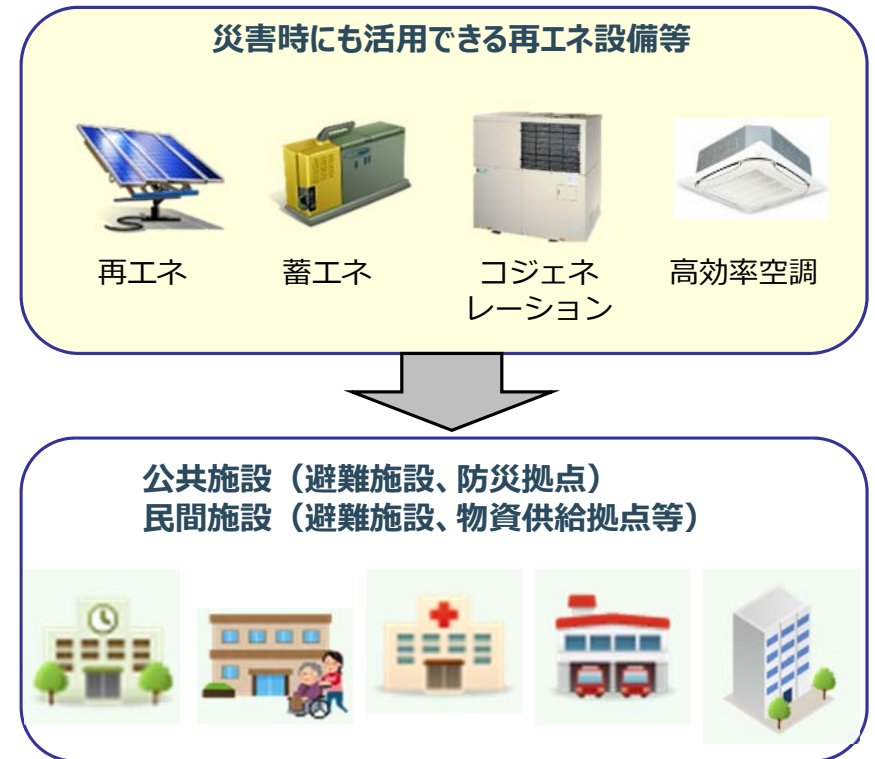 災害時にも活用できる再エネ設備等
再エネ
蓄エネ
コジェネ
レーション
高効率空調
公共施設（避難施設、防災拠点）
民間施設（避難施設、物資供給拠点等）